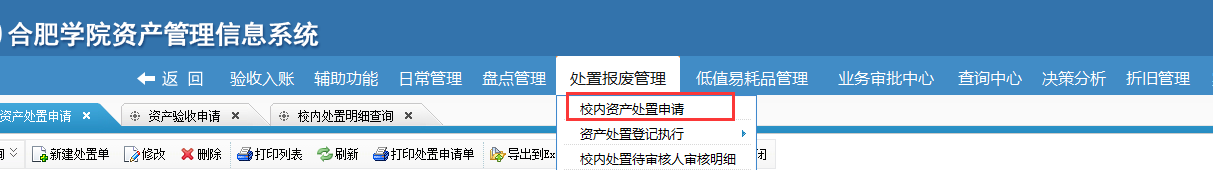 合肥学院资产管理信息系统
返 回 验收入账 辅助功能 日常管理 盘点管理 处置报废管理 低值易耗品管理 业务审批中心 查询中心 决策分析 折旧管理
资产处置申请 资产验收申请 校内处置明细查询 校内资产处置申请
资产处置登记执行
新建处置单 修改 删除 打印列表 刷新 打印处置申请单 导出到Ex 校内处置待审核人审核明细 闭